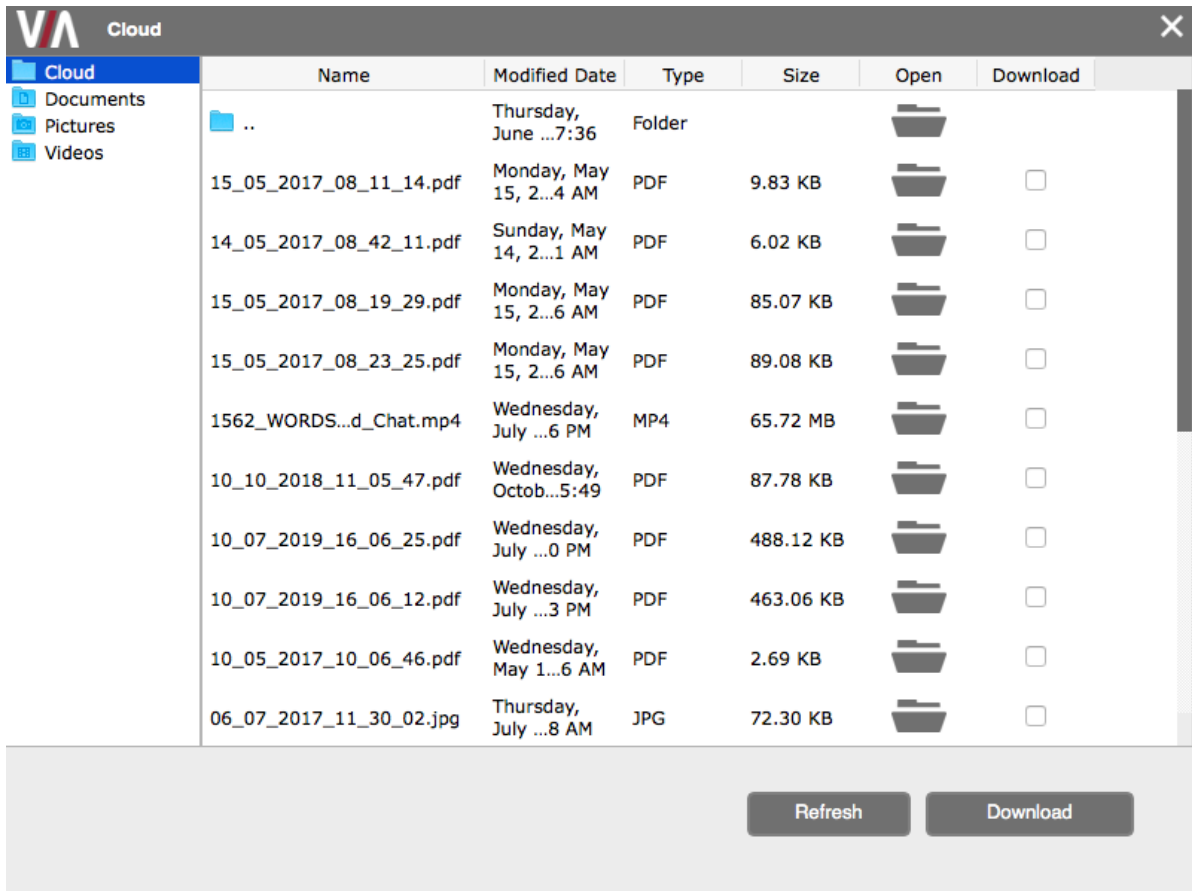 VIA Cloud
Cloud
Documents
Pictures
Videos
Name Modified Date Type Size Open Download
.. Thursday, June ...7:36 Folder
15_05_2017_08_11_14.pdf Monday, May 15, 2...4 AM PDF 9.83 KB
14_05_2017_08_42_11.pdf Sunday, May 14, 2...1 AM PDF 6.02 KB
15_05_2017_08_19_29.pdf Monday, May 15, 2...6 AM PDF 85.07 KB
15_05_2017_08_23_25.pdf Monday, May 15, 2...6 AM PDF 89.08 KB
1562_WORDS...d_Chat.mp4 Wednesday, July ...6 PM MP4 65.72 MB
10_10_2018_11_05_47.pdf Wednesday, Octob...5:49 PDF 87.78 KB
10_07_2019_16_06_25.pdf Wednesday, July ...0 PM PDF 488.12 KB
10_07_2019_16_06_12.pdf Wednesday, July ...3 PM PDF 463.06 KB
10_05_2017_10_06_46.pdf Wednesday, May 1...6 AM PDF 2.69 KB
06_07_2017_11_30_02.jpg Thursday, July ...8 AM JPG 72.30 KB
Refresh Download